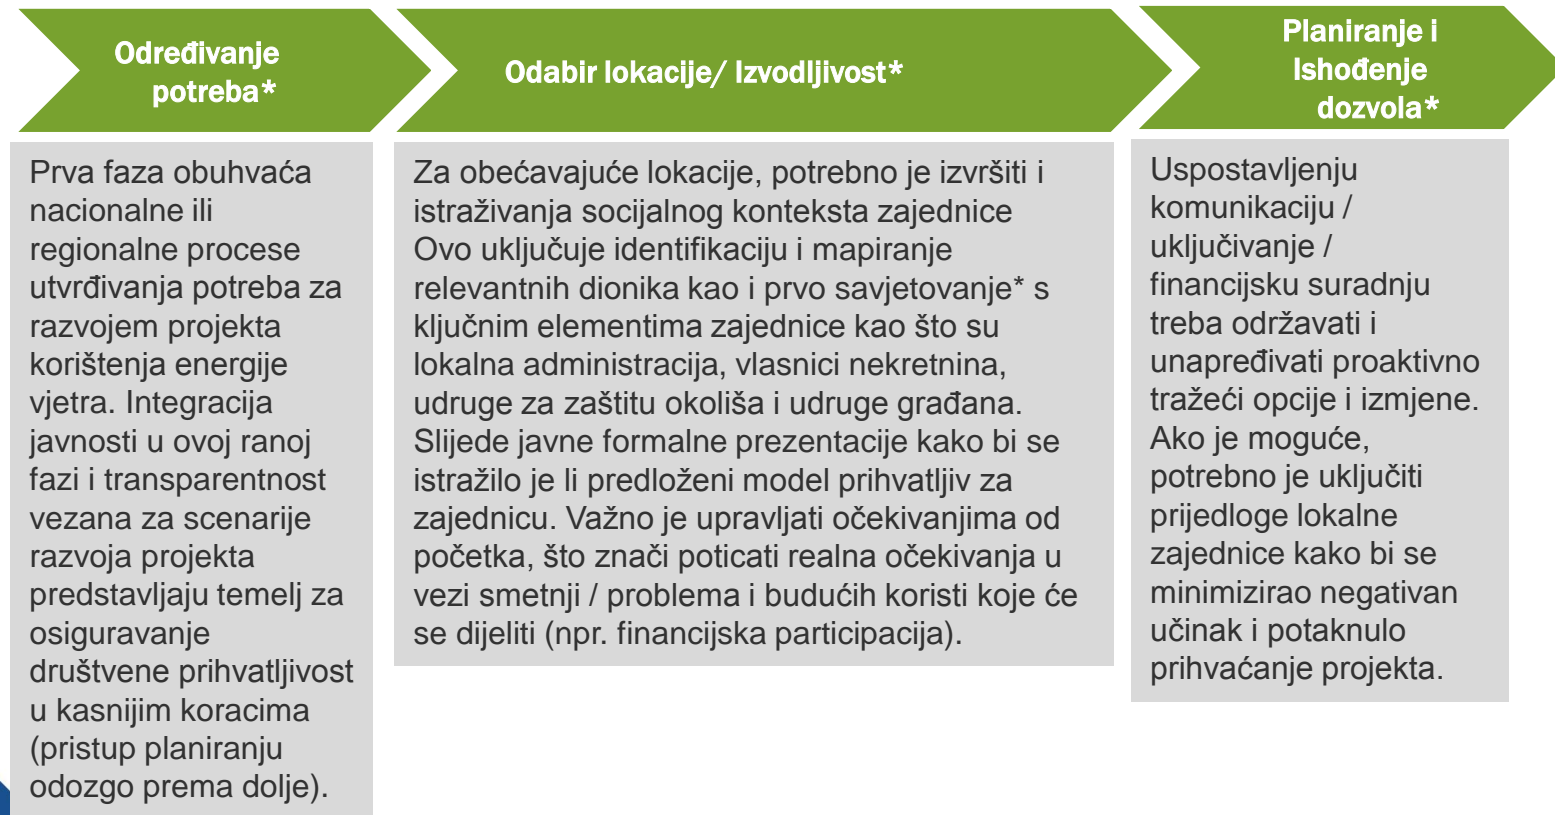 Određivanje
potreba*
Prva faza obuhvaća
nacionalne ili
regionalne procese
utvrđivanja potreba za
razvojem projekta
korištenja energije
vjetra. Integracija
javnosti u ovoj ranoj
fazi i transparentnost
vezana za scenarije
razvoja projekta
predstavljaju temelj za
osiguravanje
društvene prihvatljivost
u kasnijim koracima
(pristup planiranju
odozgo prema dolje).
Odabir lokacije/ Izvodljivost*
Za obećavajuće lokacije, potrebno je izvršiti i
istraživanja socijalnog konteksta zajednice
Ovo uključuje identifikaciju i mapiranje
relevantnih dionika kao i prvo savjetovanje* s
ključnim elementima zajednice kao što su
lokalna administracija, vlasnici nekretnina,
udruge za zaštitu okoliša i udruge građana.
Slijede javne formalne prezentacije kako bi se
istražilo je li predloženi model prihvatljiv za
zajednicu. Važno je upravljati očekivanjima od
početka, što znači poticati realna očekivanja u
vezi smetnji / problema i budućih koristi koje će
se dijeliti (npr. financijska participacija).
Planiranje i
Ishođenje
dozvola*
Uspostavljenju
komunikaciju /
uključivanje /
financijsku suradnju
treba održavati i
unapređivati proaktivno
tražeći opcije i izmjene.
Ako je moguće,
potrebno je uključiti
prijedloge lokalne
zajednice kako bi se
minimizirao negativan
učinak i potaknulo
prihvaćanje projekta.